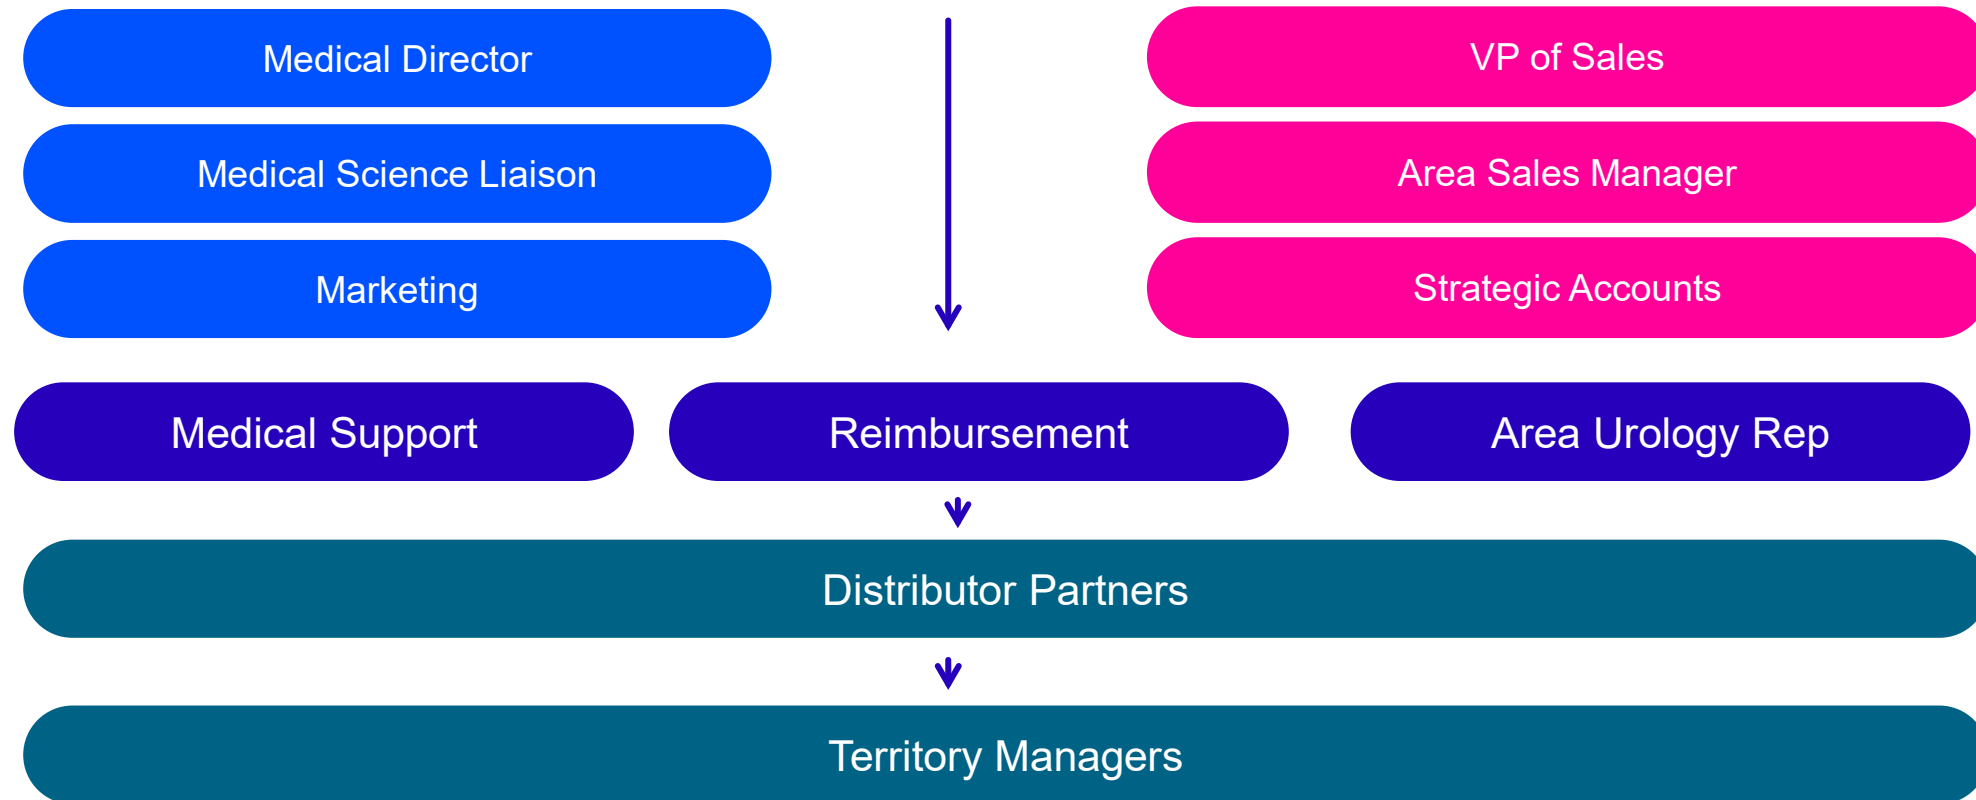 Medical Director
Medical Science Liaison
Marketing
VP of Sales
Area Sales Manager
Strategic Accounts
Medical Support
Reimbursement
Area Urology Rep
Distributor Partners
Territory Managers